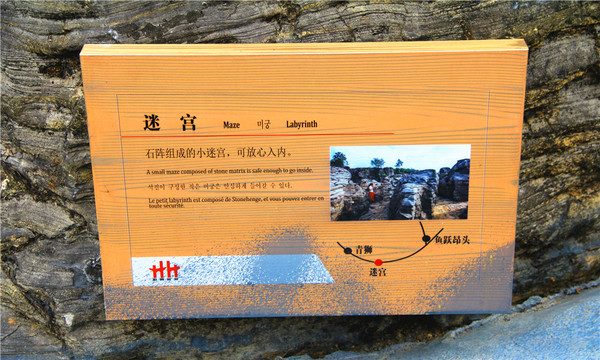 迷 宫 Maze 미궁 Labyrinth
石阵组成的小迷宫，可放心入内。
A small maze composed of stone matrix is safe enough to go inside.
석진이 구성한 작은 미궁은 안심하게 들어갈 수 있다.
Le petit labyrinth est composé de Stonehenge, et vous pouvez entrer en
toute sécurité.
鱼跃昂头
青狮
迷宫